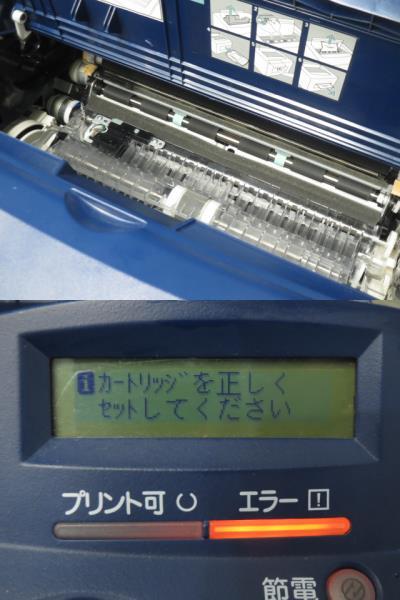 i ｶｰﾄﾘｯｼﾞを正しく
ｾｯﾄしてください
プリント可 エラー !
節電